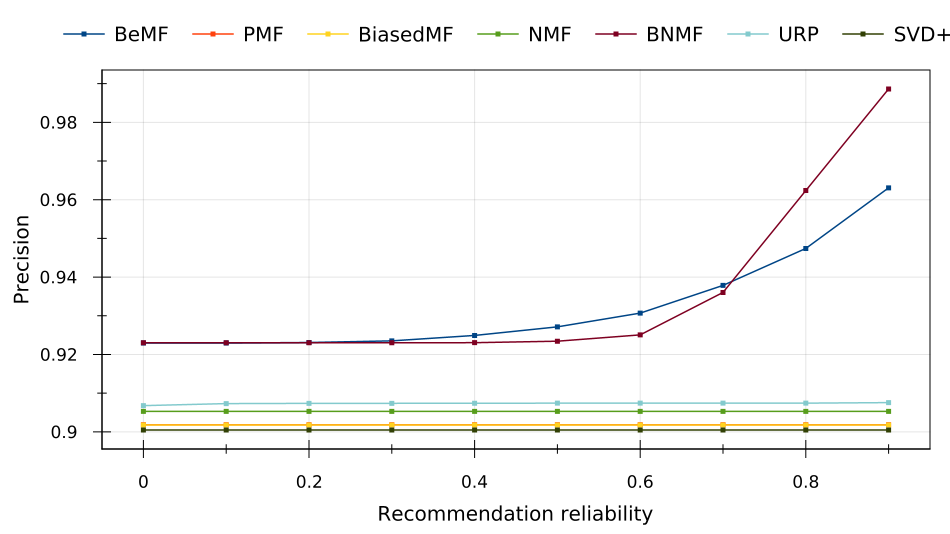 BeMF PMF BiasedMF NMF BNMF URP SVD+
0.98
0.96
0.94
0.92
0.9
Precision
0 0.2 0.4 0.6 0.8
Recommendation reliability